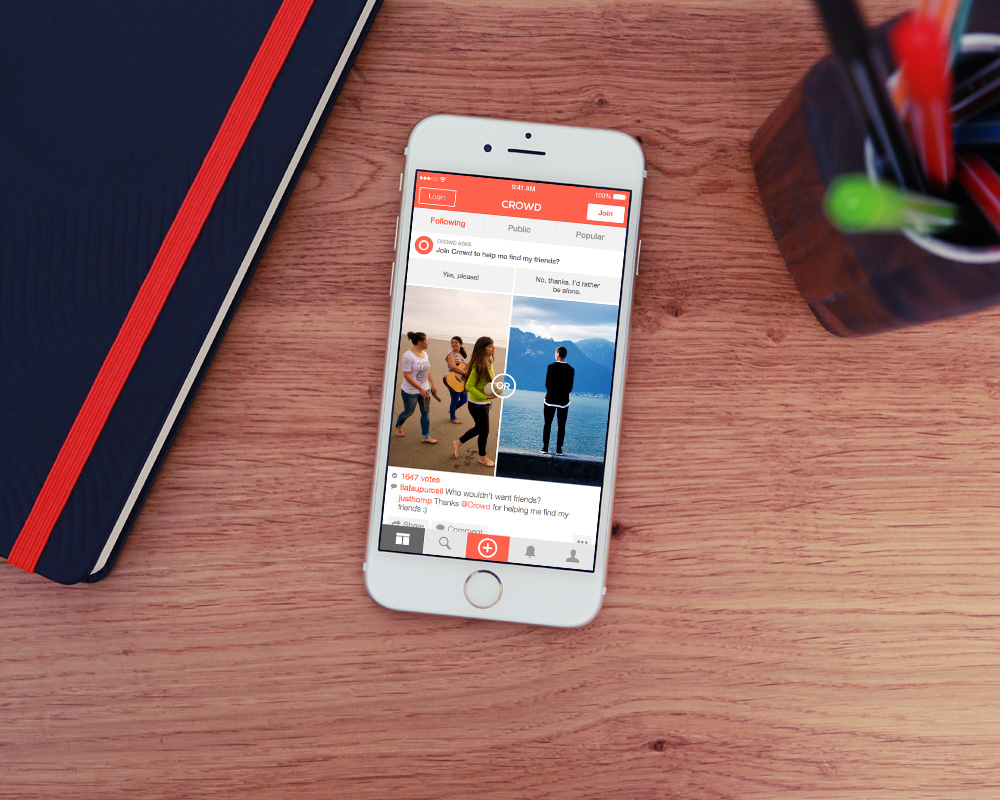 9:41 AM
100%
Login
CROWD
Join
Following
Public
Popular
CROWD ASKS
Join Crowd to help me find my friends?
Yes, please!
No, thanks. I'd rather
be alone.
OR
1647 votes
Who wouldn't want friends?
justhomp Thanks @Crowd for helping me find my
friends :)
Share
Comment